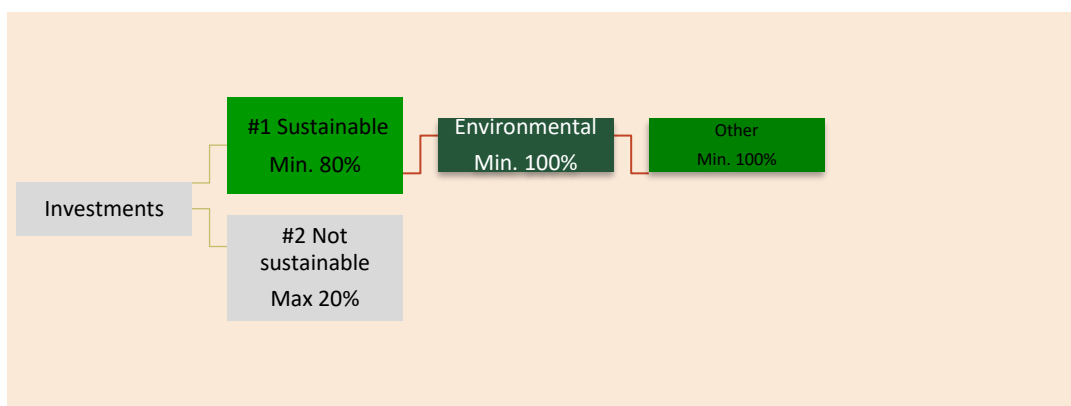 Investments
#1 Sustainable
Min. 80%
#2 Not
sustainable
Max 20%
Environmental
Min. 100%
Other
Min. 100%